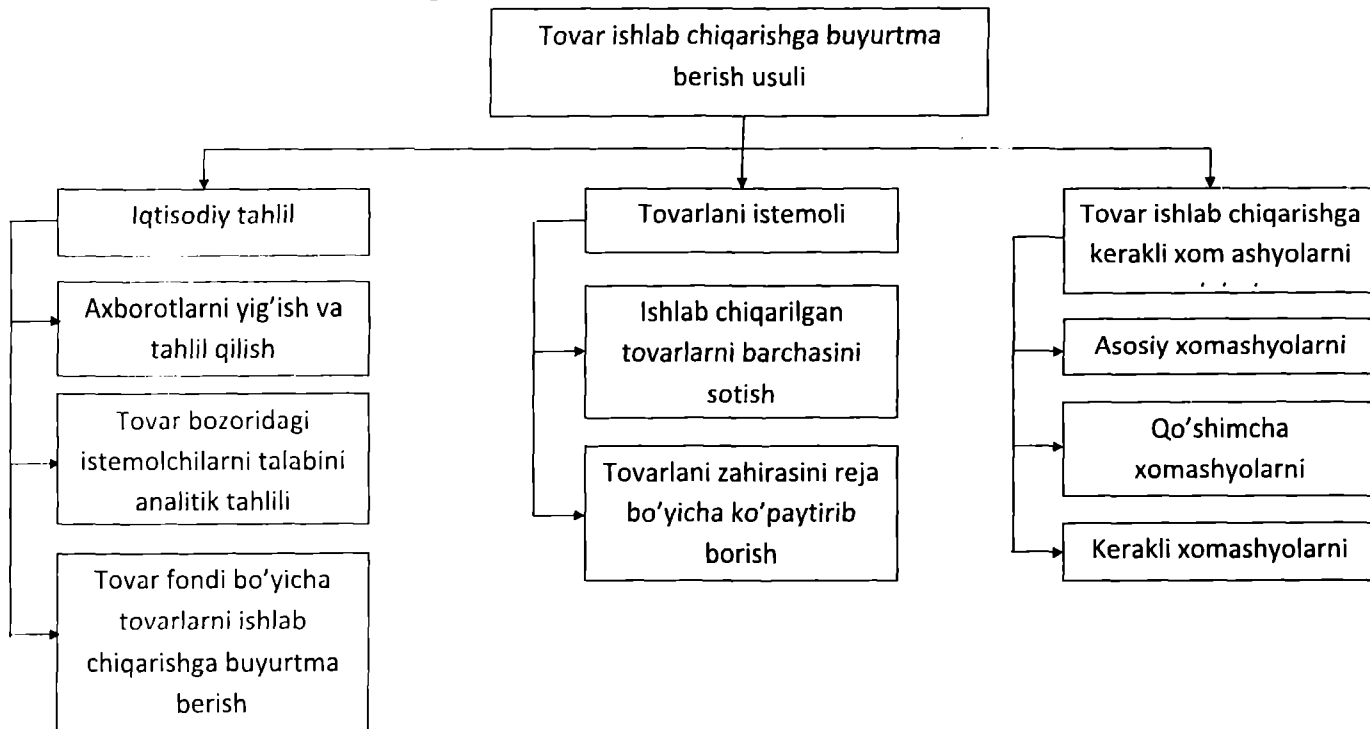 Tovar ishlab chiqarishga buyurtma
berish usuli
Iqtisodiy tahlil
Axborotlarni yig'ish va
tahlil qilish
Tovar bozoridagi
istemolchilarni talabini
analitik tahlili
Tovar fondi bo'yicha
tovarlarni ishlab
chiqarishga buyurtma
berish
Tovarlani istemoli
Ishlab chiqarilgan
tovarlarni barchasini
sotish
Tovarlani zahirasini reja
bo'yicha ko'paytirib
borish
Tovar ishlab chiqarishga
kerakli xom ashyolarni
Asosiy xomashyolarni
Qo'shimcha
xomashyolarni
Kerakli xomashyolarni